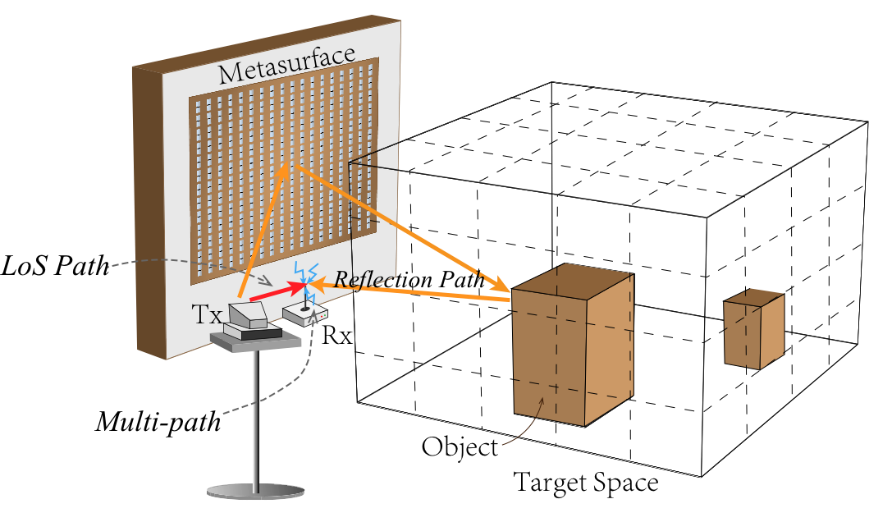 Metasurface
LoS Path
Reflection Path
Tx
Rx
Multi-path
Object
Target Space